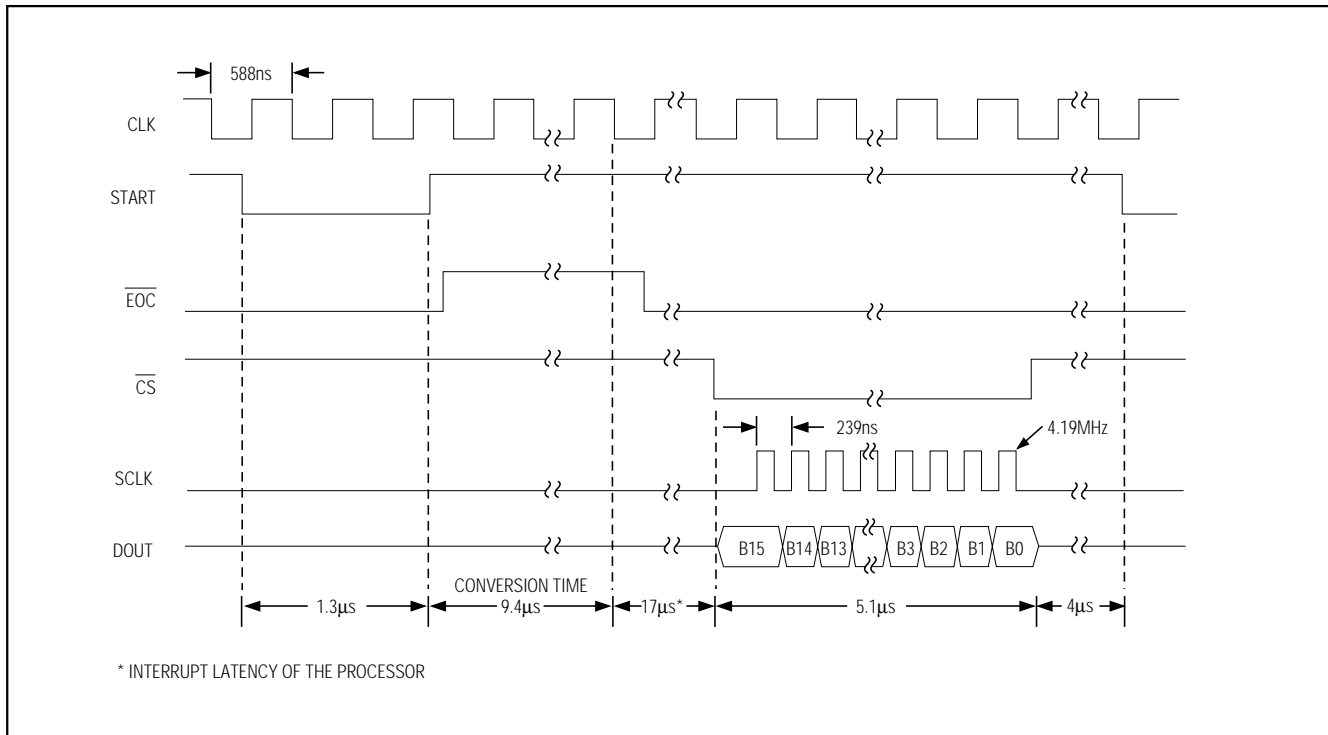 588ns
CLK
START
EOC
CS
239ns
4.19MHz
SCLK
DOUT
B15 B14 B13 B3 B2 B1 B0
CONVERSION TIME
1.3µs 9.4µs 17µs* 5.1µs 4µs
* INTERRUPT LATENCY OF THE PROCESSOR